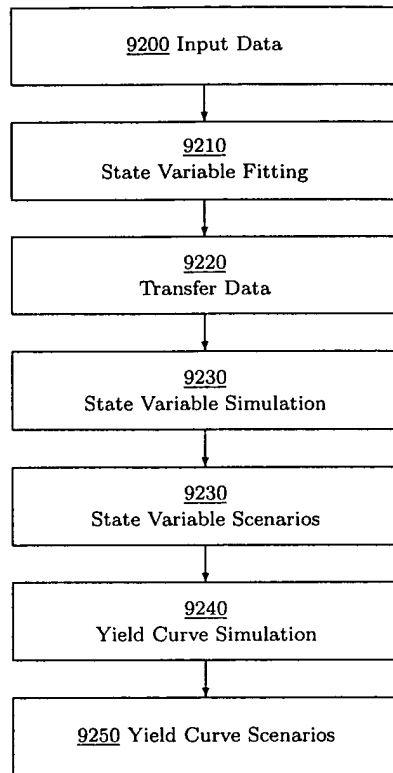 9200 Input Data
9210
State Variable Fitting
9220
Transfer Data
9230
State Variable Simulation
9230
State Variable Scenarios
9240
Yield Curve Simulation
9250 Yield Curve Scenarios